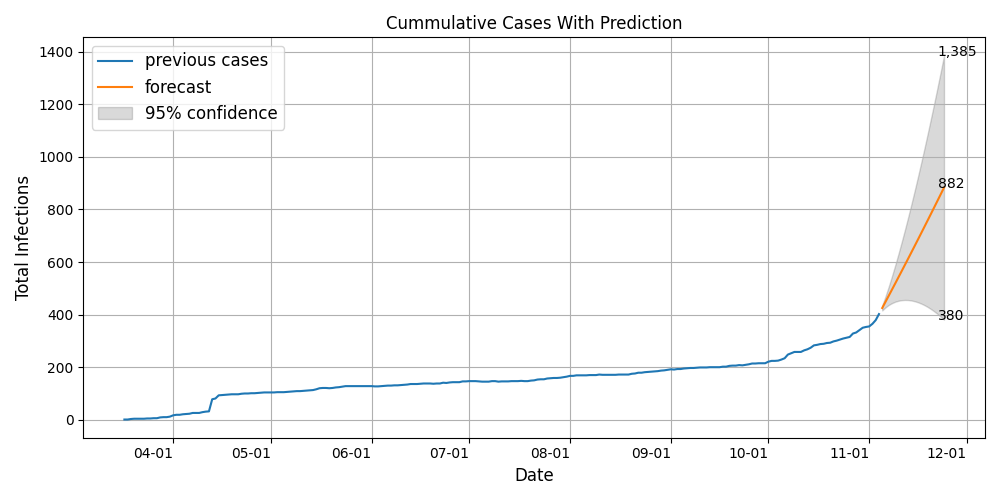 Cummulative Cases With Prediction
previous cases
forecast
95% confidence
1,385
882
380
1400
1200
1000
800
600
400
200
0
Total Infections
04-01 05-01 06-01 07-01 08-01 09-01 10-01 11-01 12-01
Date